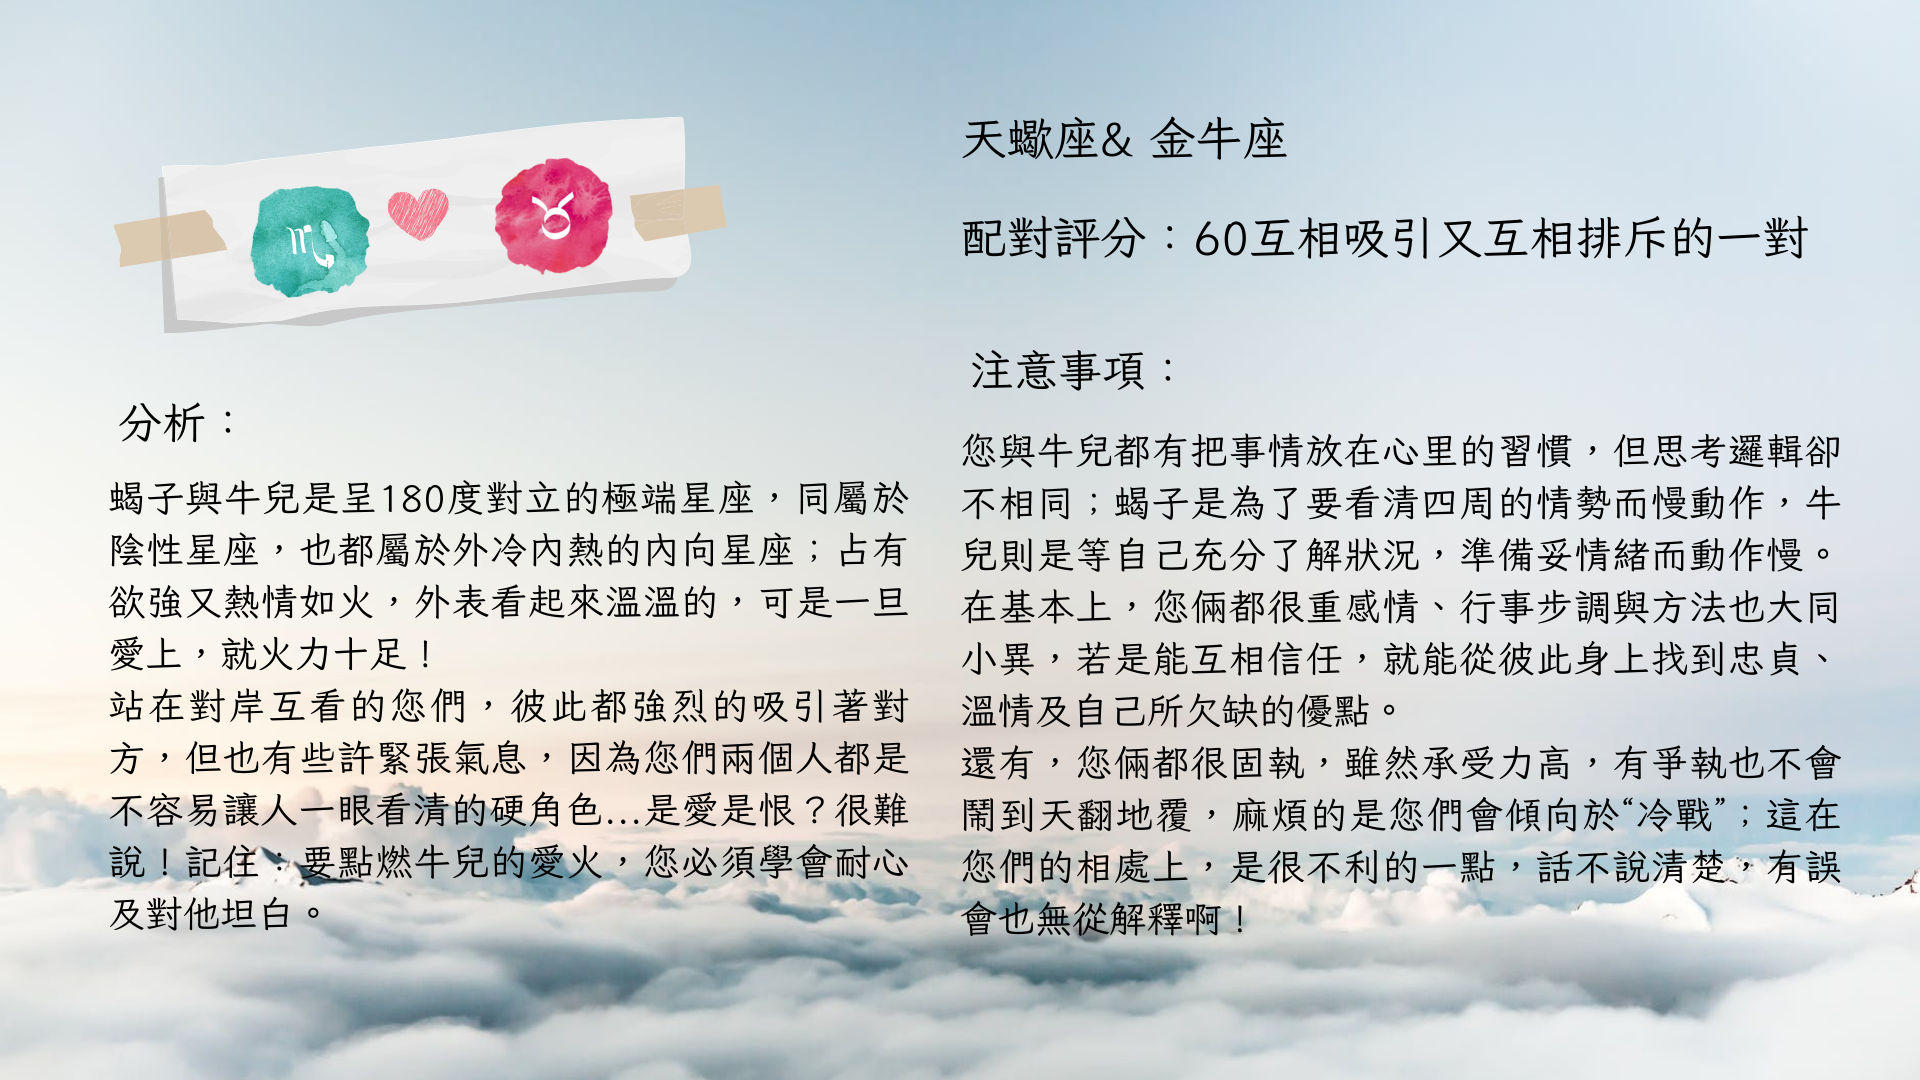 天蠍座& 金牛座
配對評分：60互相吸引又互相排斥的一對
分析：
蝎子與牛兒是呈180度對立的極端星座，同屬於
陰性星座，也都屬於外冷內熱的內向星座；占有
欲強又熱情如火，外表看起來溫溫的，可是一旦
愛上，就火力十足！
站在對岸互看的您們，彼此都強烈的吸引著對
方，但也有些許緊張氣息，因為您們兩個人都是
不容易讓人一眼看清的硬角色...是愛是恨？很難
說！記住：要點燃牛兒的愛火，您必須學會耐心
及對他坦白。
注意事項：
您與牛兒都有把事情放在心里的習慣，但思考邏輯卻
不相同；蝎子是為了要看清四周的情勢而慢動作，牛
兒則是等自己充分了解狀況，準備妥情緒而動作慢。
在基本上，您倆都很重感情、行事步調與方法也大同
小異，若是能互相信任，就能從彼此身上找到忠貞、
溫情及自己所欠缺的優點。
還有，您倆都很固執，雖然承受力高，有爭執也不會
鬧到天翻地覆，麻煩的是您們會傾向於“冷戰”；這在
您們的相處上，是很不利的一點，話不說清楚，有誤
會也無從解釋啊！